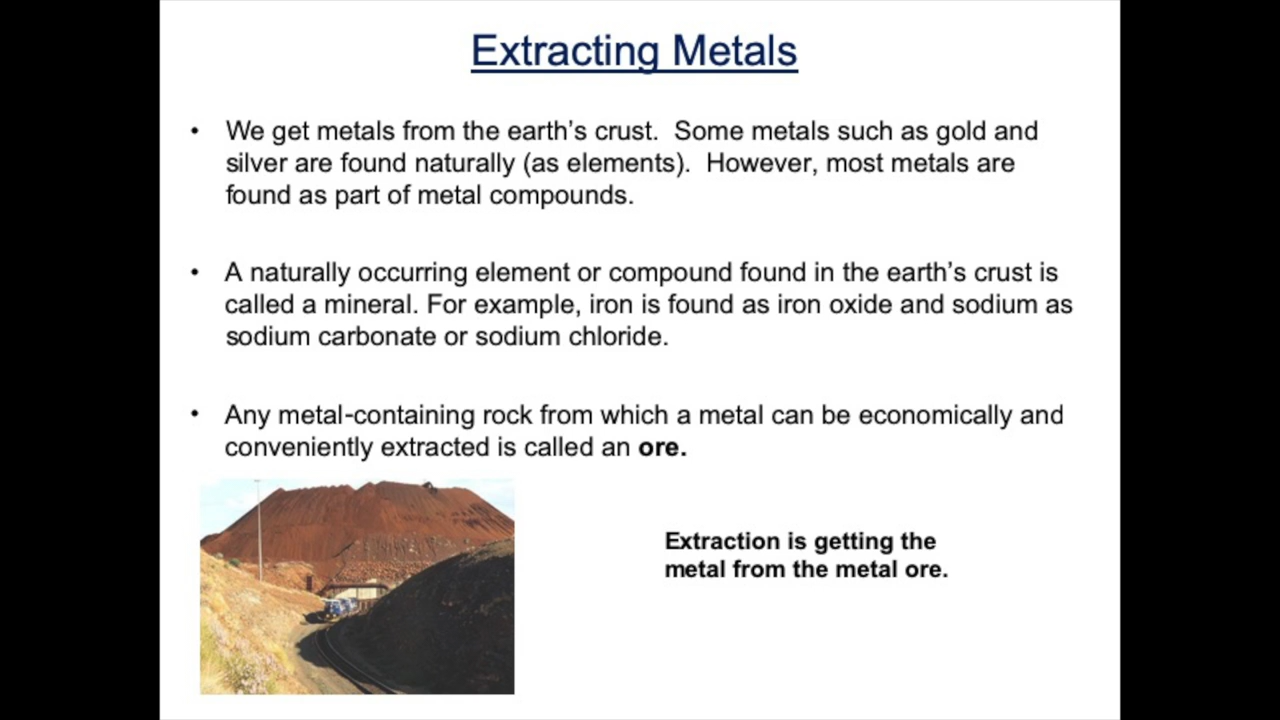 Extracting Metals
• We get metals from the earth’s crust.  Some metals such as gold and
silver are found naturally (as elements).  However, most metals are
found as part of metal compounds.
• A naturally occurring element or compound found in the earth’s crust is
called a mineral. For example, iron is found as iron oxide and sodium as
sodium carbonate or sodium chloride.
• Any metal-containing rock from which a metal can be economically and
conveniently extracted is called an ore.
Extraction is getting the
metal from the metal ore.